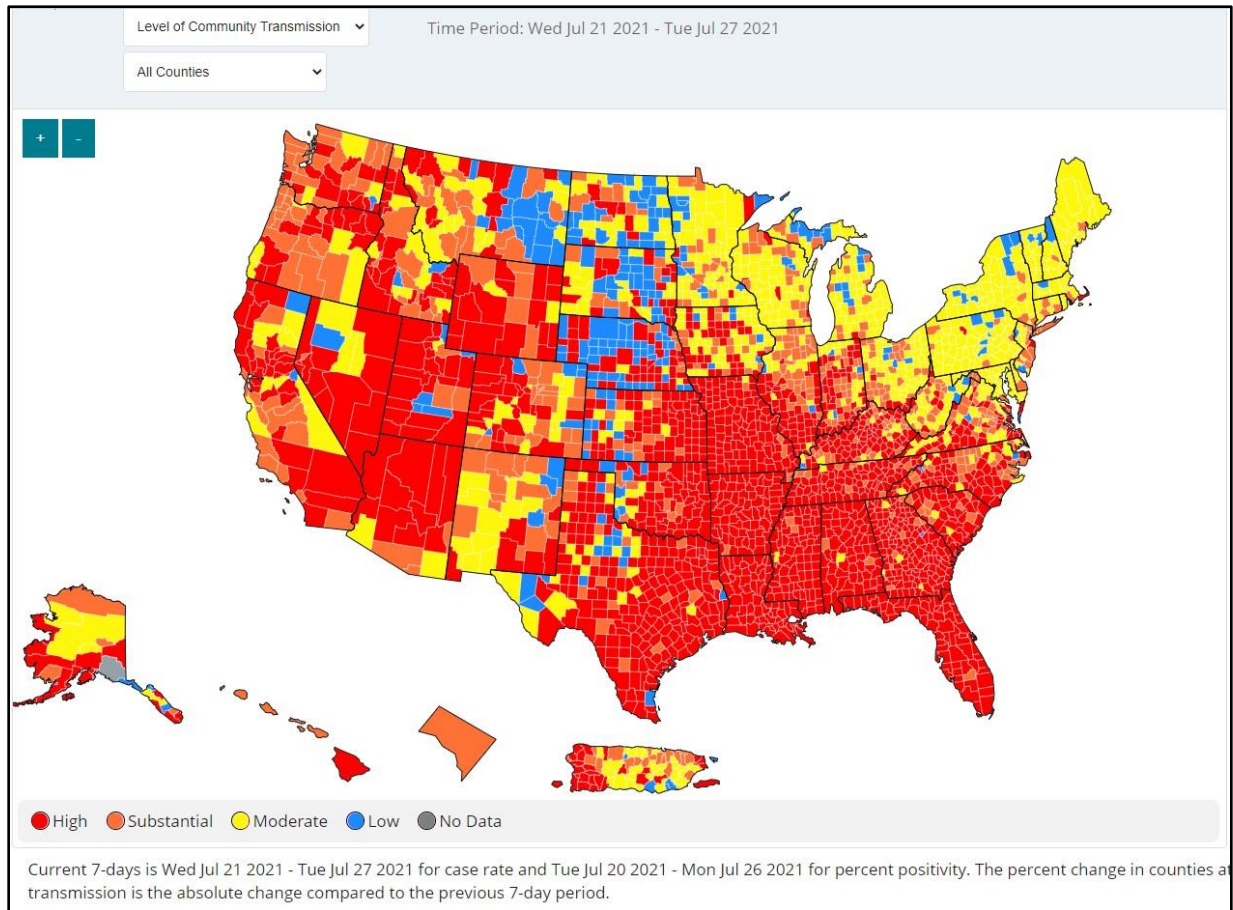 Level of Community Transmission
Time Period: Wed Jul 21 2021 - Tue Jul 27 2021
All Counties
+ -
High Substantial Moderate Low No Data
Current 7-days is Wed Jul 21 2021 - Tue Jul 27 2021 for case rate and Tue Jul 20 2021 - Mon Jul 26 2021 for percent positivity. The percent change in counties at
transmission is the absolute change compared to the previous 7-day period.